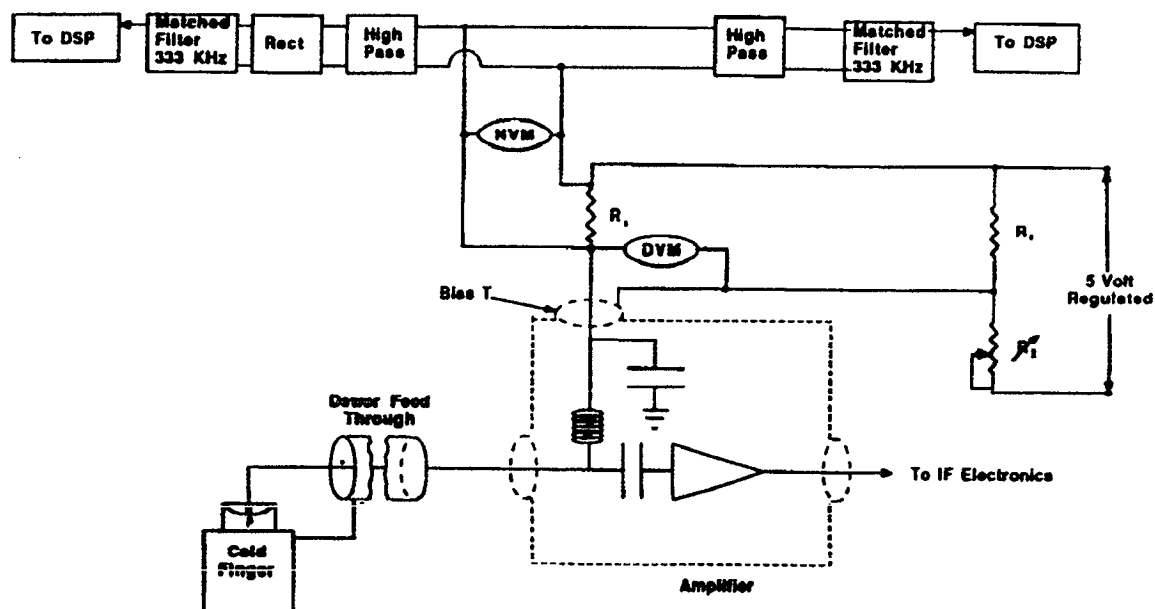 To DSP
Matched
Filter
333 KHz
Rect
High
Pass
High
Pass
Matched
Filter
333 KHz
To DSP
NVM
R
DVM
R
Bias T
5 Volt
Regulated
R
Dewar Feed
Through
To IF Electronics
Cold
Finger
Amplifier